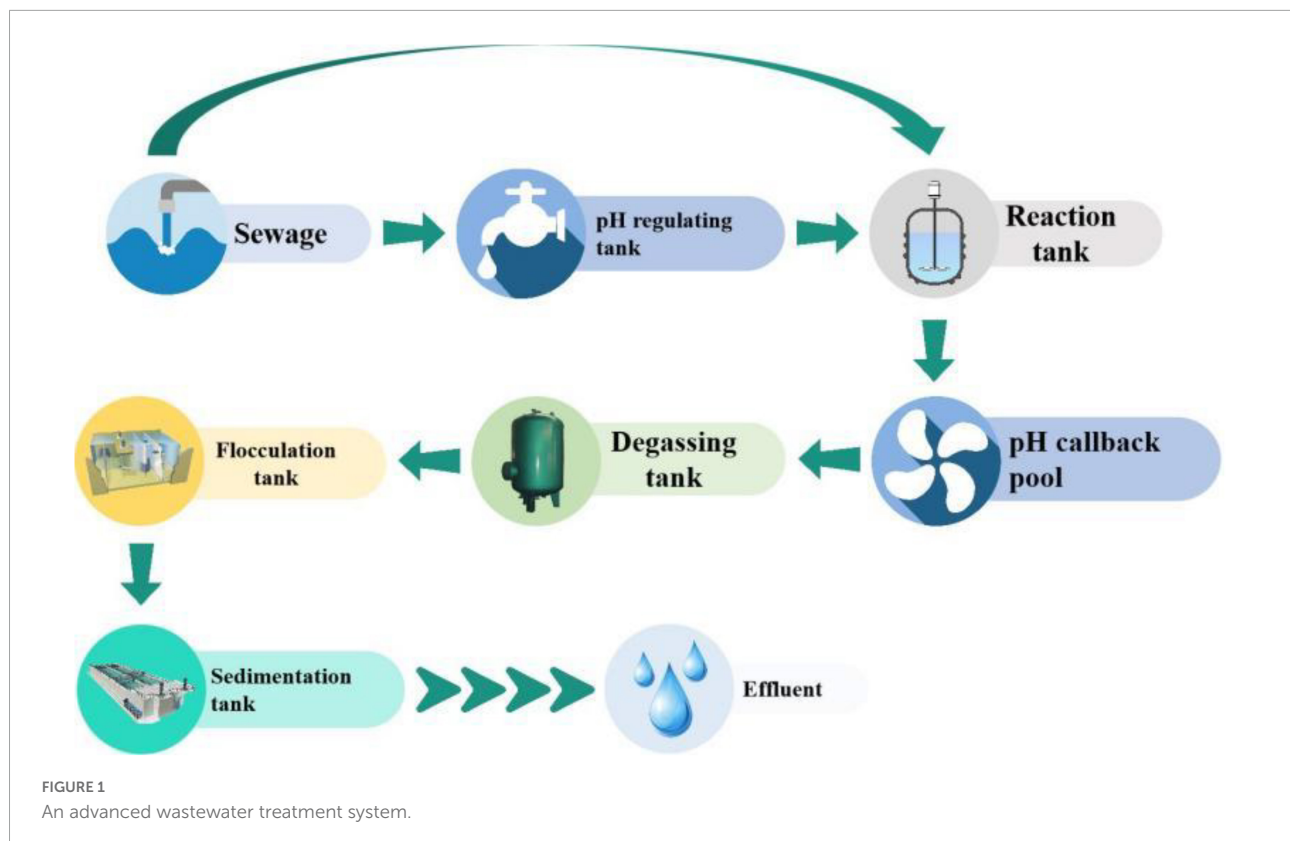 Sewage
pH regulating
tank
Reaction
tank
Flocculation
tank
Degassing
tank
pH callback
pool
Sedimentation
tank
Effluent
FIGURE 1
An advanced wastewater treatment system.